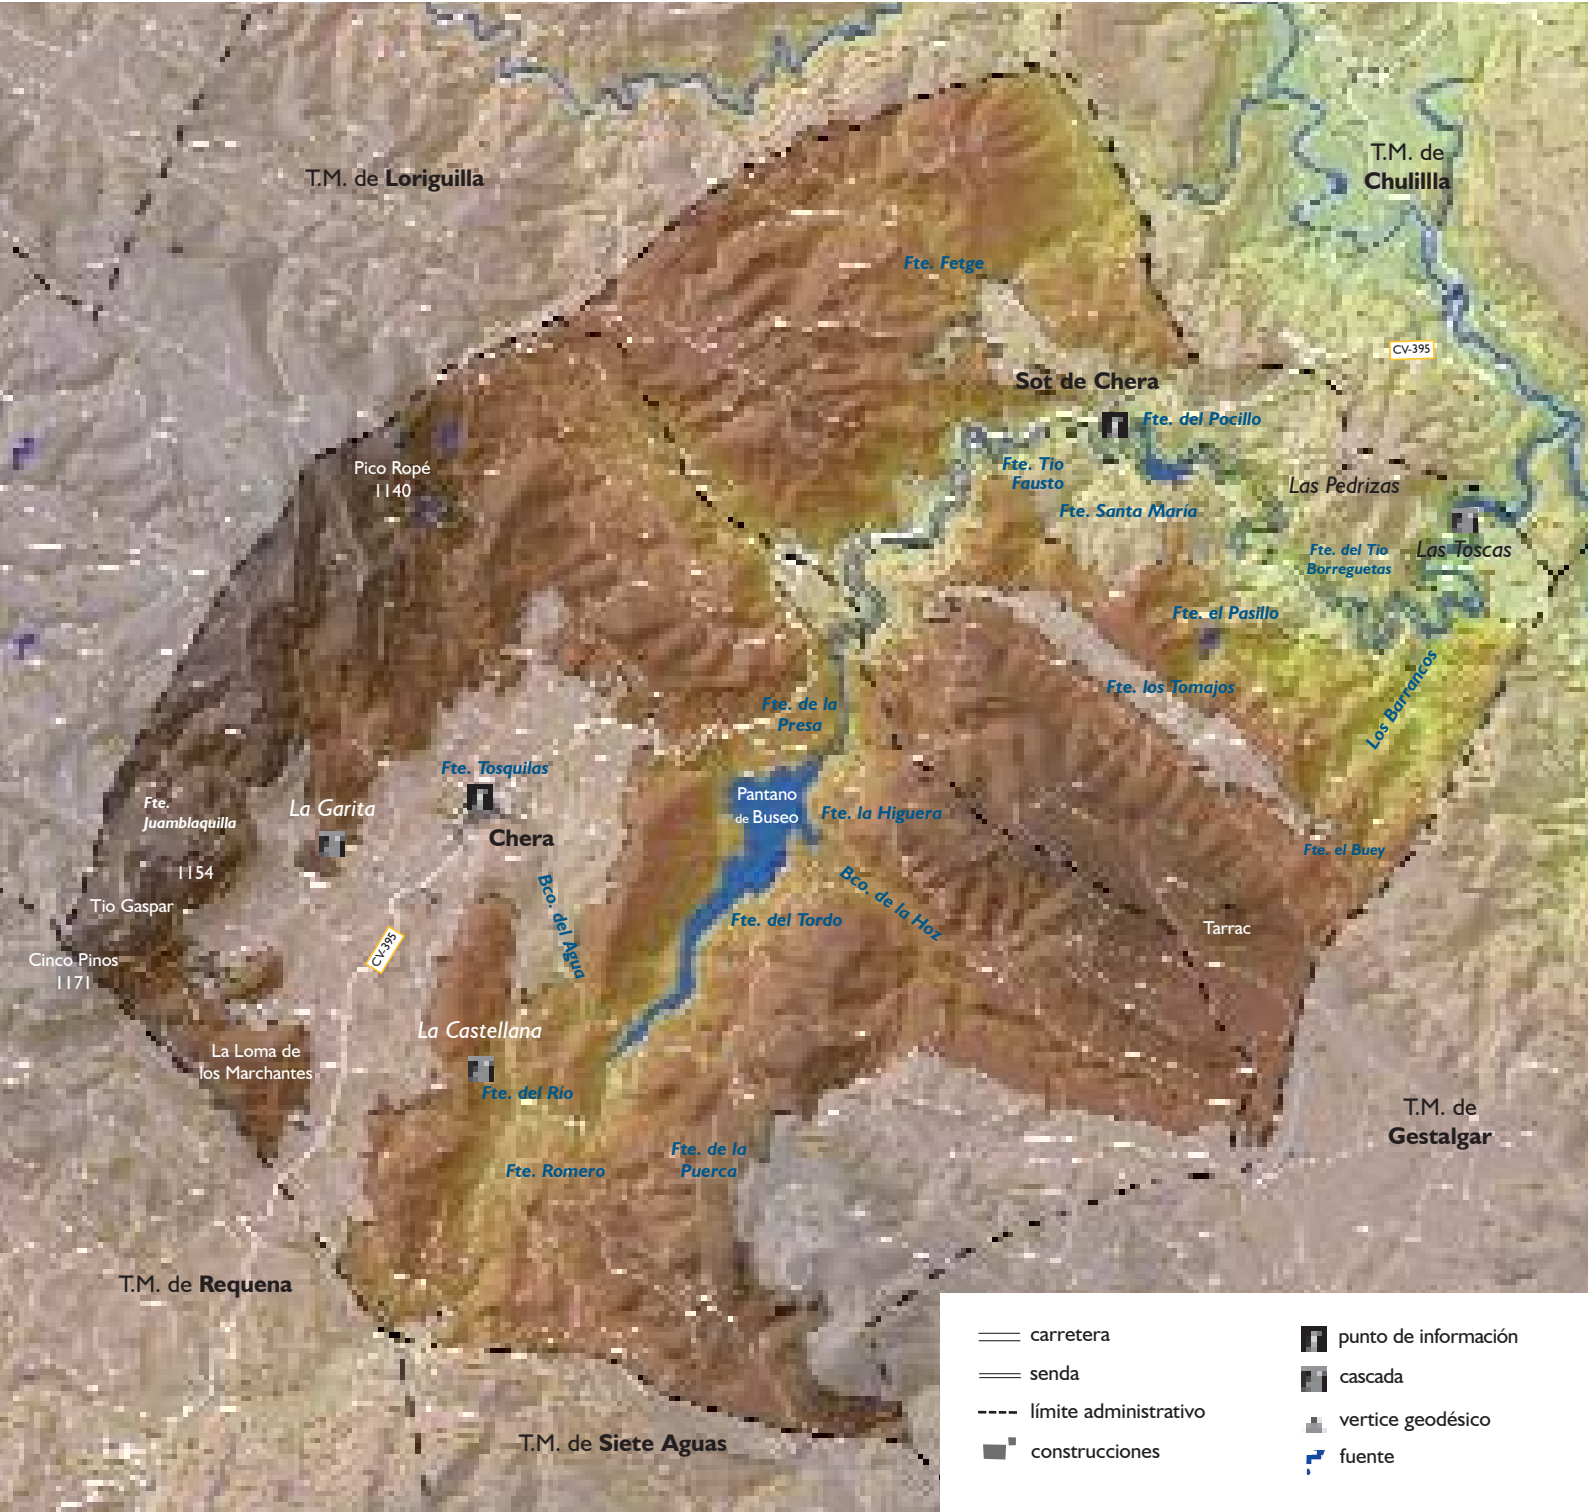 T.M. de
Chulillla
T.M. de Loriguilla
Fte. Fetge
CV-395
Sot de Chera
Fte. del Pocillo
Pico Ropé
1140
Fte. Tio
Fausto
Las Pedrizas
Fte. Santa María
Fte. del Tio
Borreguetas
Las Toscas
Fte. el Pasillo
Fte. los Tomajos
Los Barrancos
Fte. de la
Presa
Fte. Tosquilas
Pantano
de Buseo
Fte.
Juamblaquilla
La Garita
Fte. la Higuera
Chera
Fte. el Buey
1154
Bco. del Agua
Bco. de la Hoz
Tio Gaspar
Fte. del Tordo
Tarrac
CV-395
Cinco Pinos
1171
La Castellana
La Loma de
los Marchantes
Fte. del Río
T.M. de
Gestalgar
Fte. de la
Puerca
Fte. Romero
T.M. de Requena
T.M. de Siete Aguas
carretera
senda
límite administrativo
construcciones
punto de información
cascada
vertice geodésico
fuente